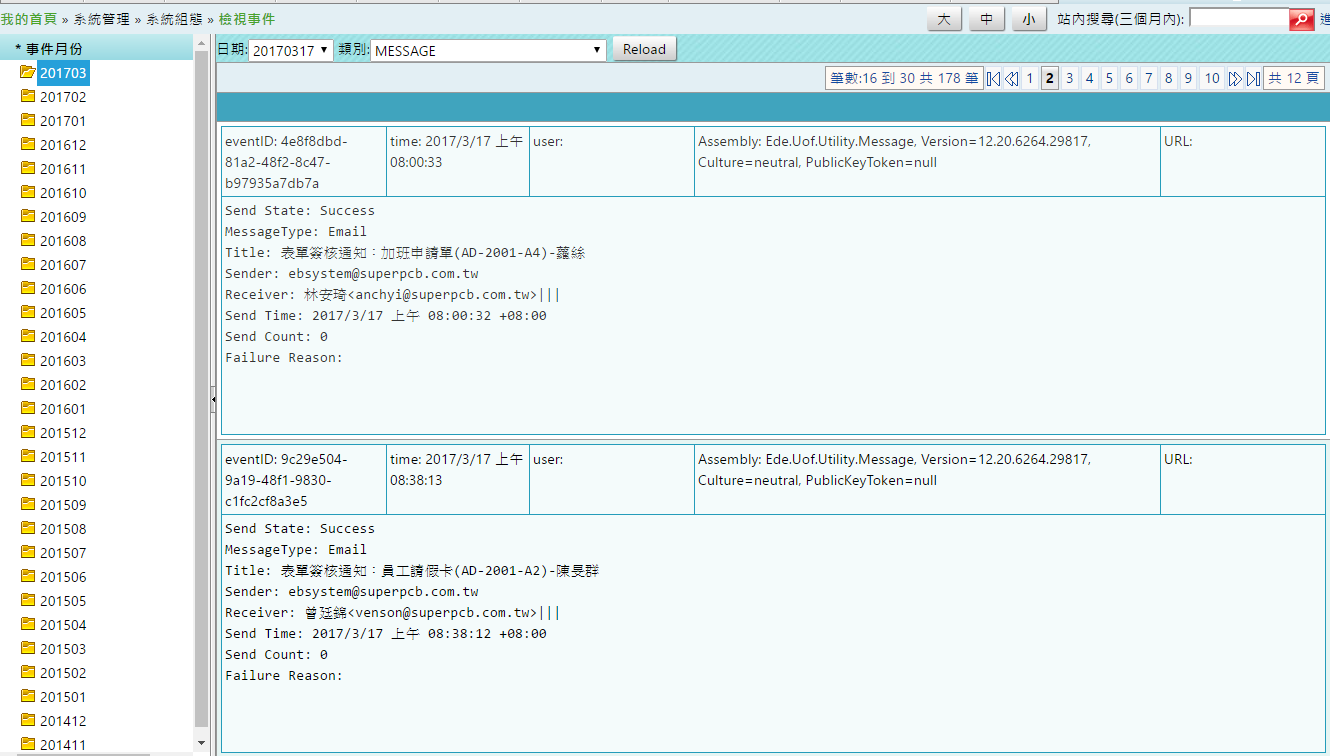 我的首頁 » 系統管理 » 系統組態 » 檢視事件
大 中 小 站內搜尋(三個月內): 進
* 事件月份
201703
201702
201701
201612
201611
201610
201609
201608
201607
201606
201605
201604
201603
201602
201601
201512
201511
201510
201509
201508
201507
201506
201505
201504
201503
201502
201501
201412
201411
日期: 20170317 類別: MESSAGE Reload
筆數:16 到 30 共 178 筆 1 2 3 4 5 6 7 8 9 10 共 12 頁
eventID: 4e8f8dbd-
81a2-48f2-8c47-
b97935a7db7a
time: 2017/3/17 上午
08:00:33
user:
Assembly: Ede.Uof.Utility.Message, Version=12.20.6264.29817,
Culture=neutral, PublicKeyToken=null
URL:
Send State: Success
MessageType: Email
Title: 表單簽核通知：加班申請單(AD-2001-A4)-蘿絲
Sender: ebsystem@superpcb.com.tw
Receiver: 林安琦<anchyi@superpcb.com.tw>|||
Send Time: 2017/3/17 上午 08:00:32 +08:00
Send Count: 0
Failure Reason:
eventID: 9c29e504-
9a19-48f1-9830-
c1fc2cf8a3e5
time: 2017/3/17 上午
08:38:13
user:
Assembly: Ede.Uof.Utility.Message, Version=12.20.6264.29817,
Culture=neutral, PublicKeyToken=null
URL:
Send State: Success
MessageType: Email
Title: 表單簽核通知：員工請假卡(AD-2001-A2)-陳旻群
Sender: ebsystem@superpcb.com.tw
Receiver: 曾廷錦<venson@superpcb.com.tw>|||
Send Time: 2017/3/17 上午 08:38:12 +08:00
Send Count: 0
Failure Reason: